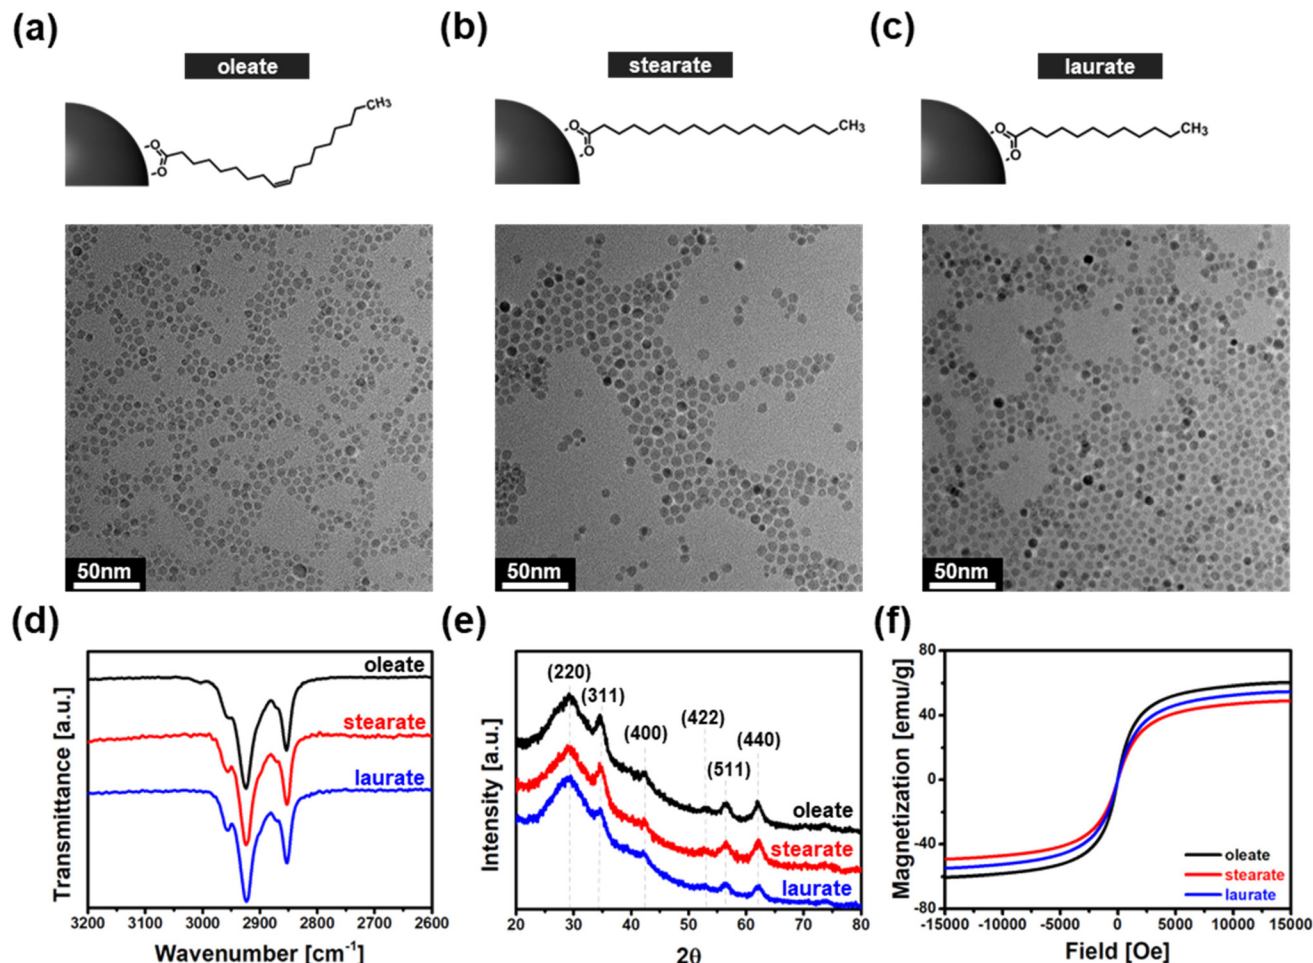 (a)
oleate
CH3
O
O
50nm
(b)
stearate
CH3
O
O
50nm
(c)
laurate
CH3
O
O
50nm
(d)
oleate
stearate
laurate
Transmittance [a.u.]
3200 3100 3000 2900 2800 2700 2600
Wavenumber [cm-1]
(e)
(220)
(311)
(400)
(422)
(511)
(440)
oleate
stearate
laurate
Intensity [a.u.]
20 30 40 50 60 70 80
2θ
(f)
Magnetization [emu/g]
80
40
0
-40
-80
oleate
stearate
laurate
-15000 -10000 -5000 0 5000 10000 15000
Field [Oe]